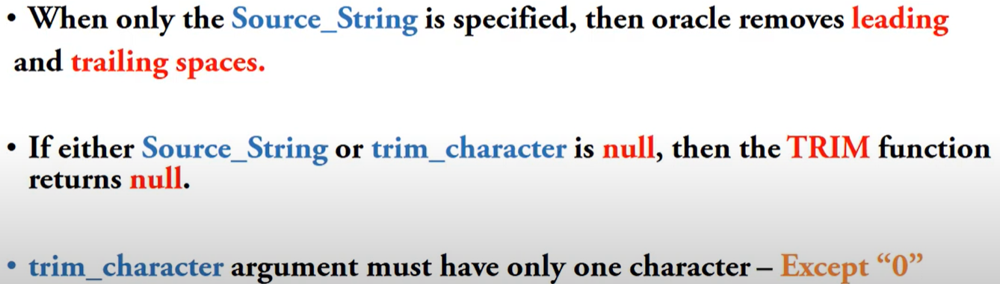 • When only the Source_String is specified, then oracle removes leading
and trailing spaces.
• If either Source_String or trim_character is null, then the TRIM function
returns null.
• trim_character argument must have only one character – Except “0”